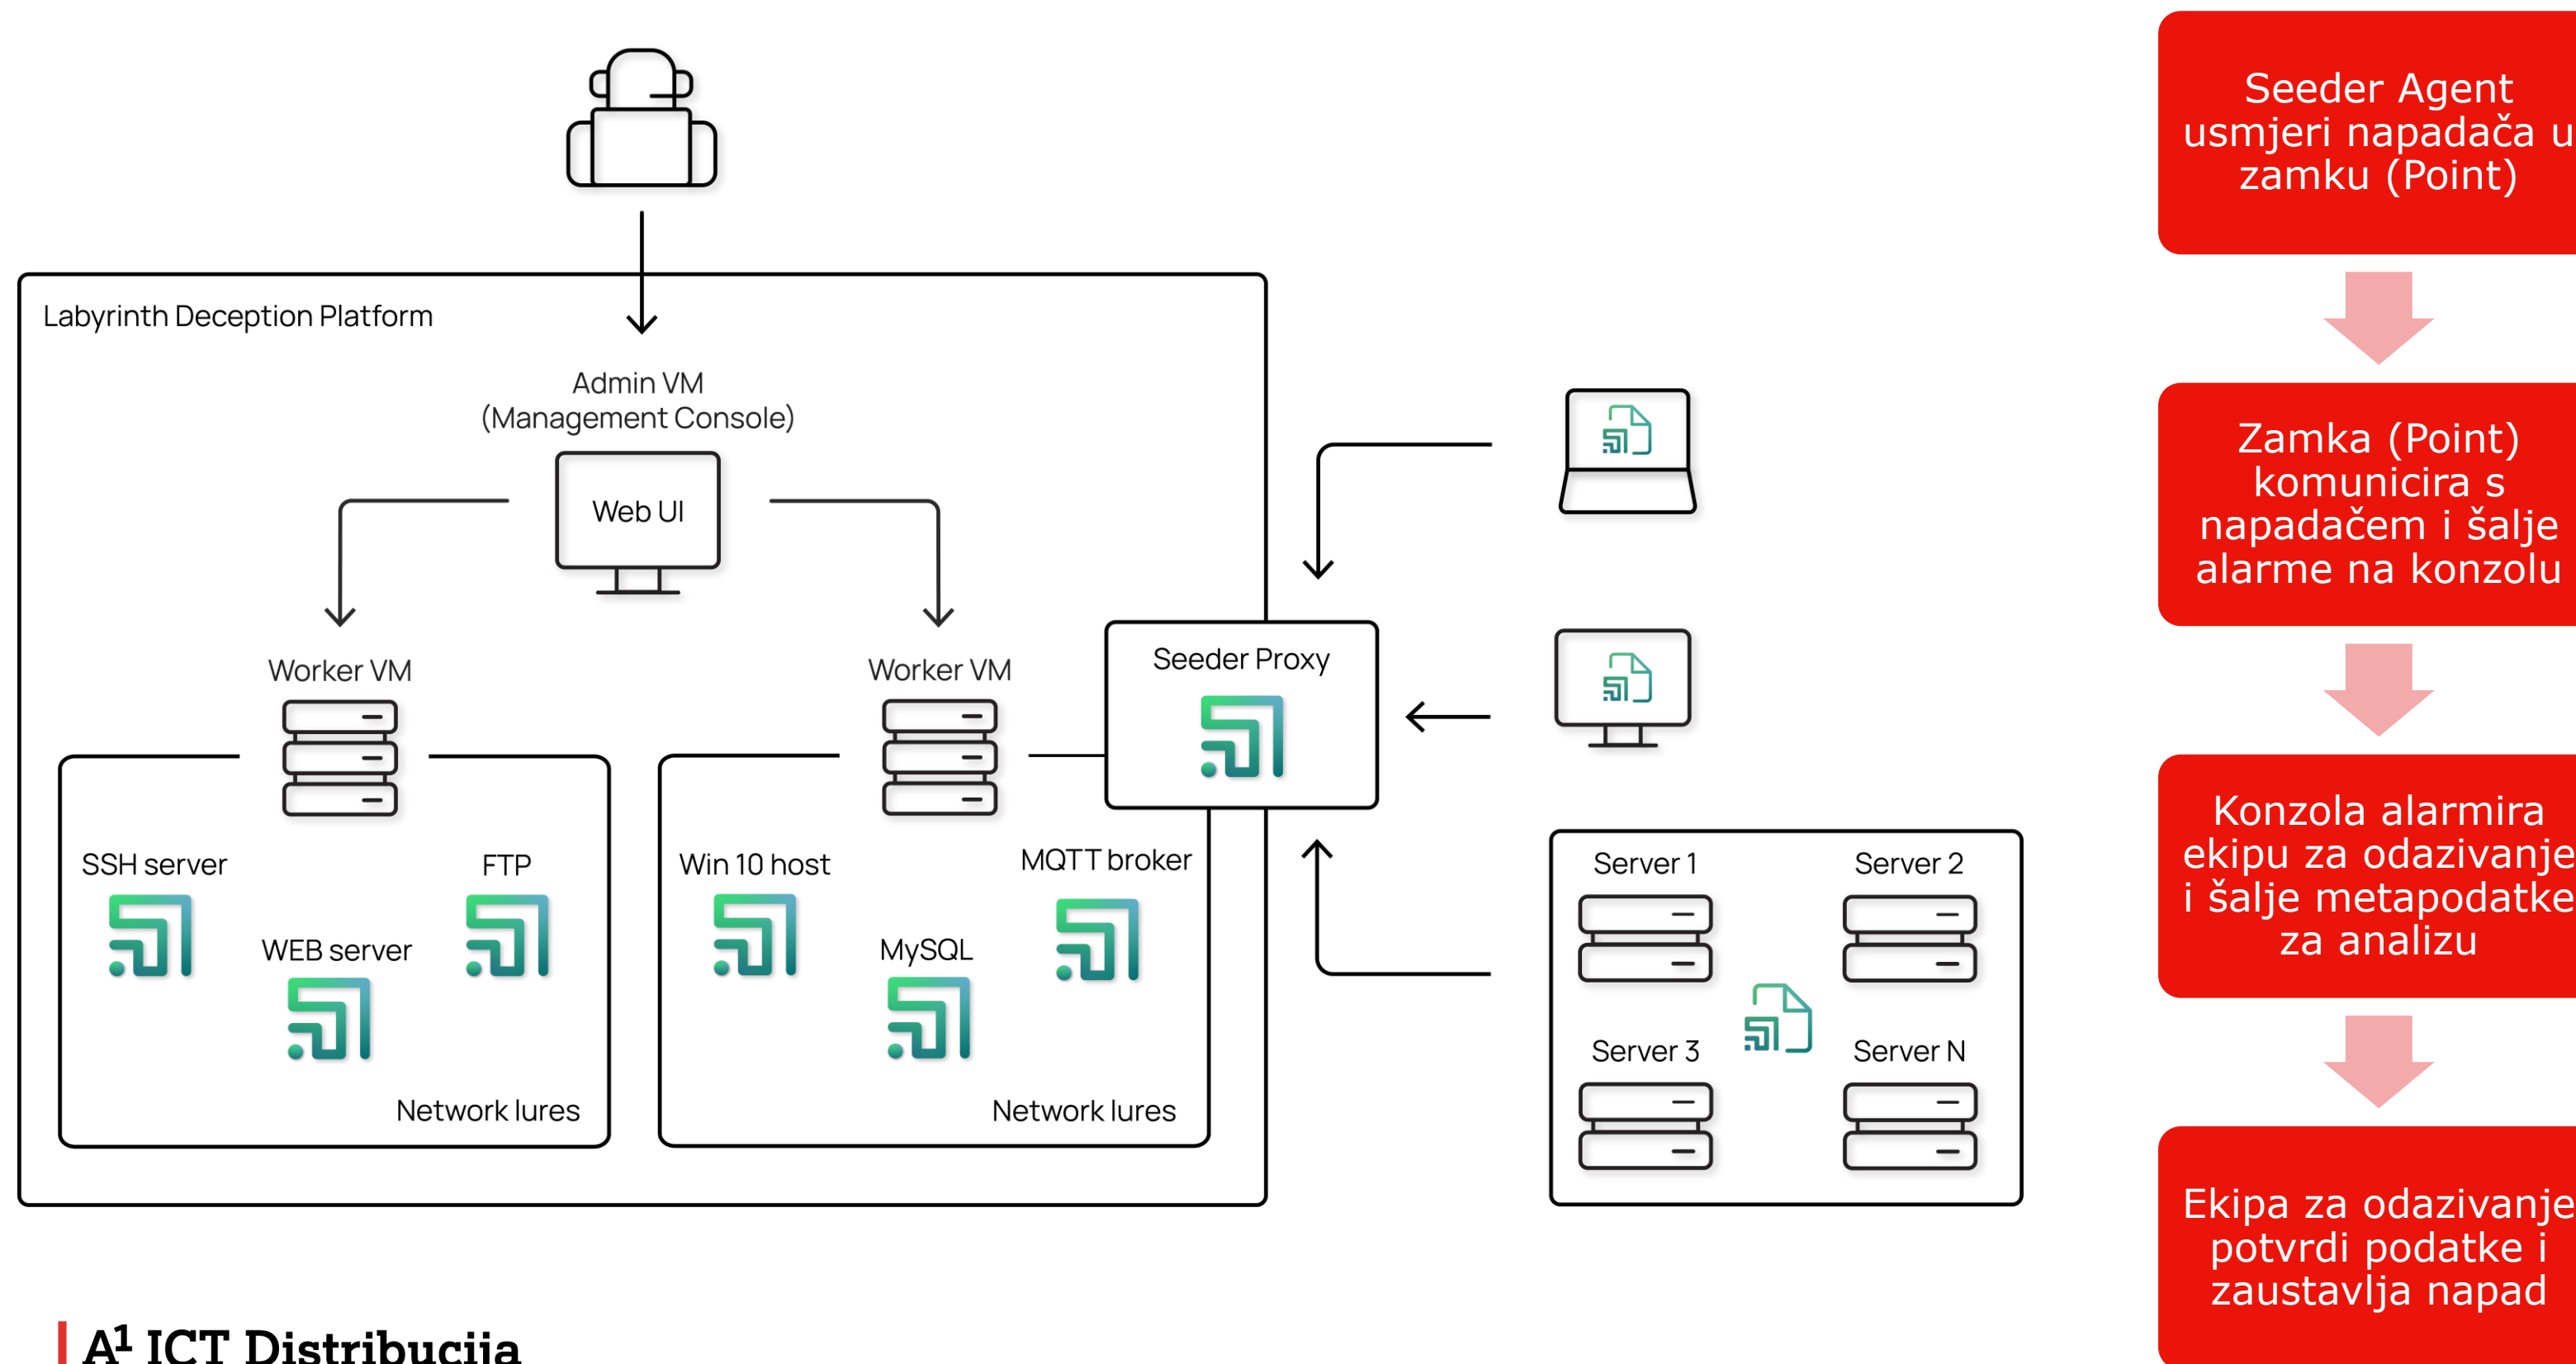 Labyrinth Deception Platform
Admin VM
(Management Console)
Web UI
Worker VM
Worker VM
Seeder Proxy
SSH server
FTP
WEB server
Network lures
Win 10 host
MQTT broker
MySQL
Network lures
Server 1
Server 2
Server 3
Server N
Seeder Agent
usmjeri napadača u
zamku (Point)
Zamka (Point)
komunicira s
napadačem i šalje
alarme na konzolu
Konzola alarmira
ekipu za odazivanje
i šalje metapodatke
za analizu
Ekipa za odazivanje
potvrdi podatke i
zaustavlja napad
A¹ ICT Distribucija